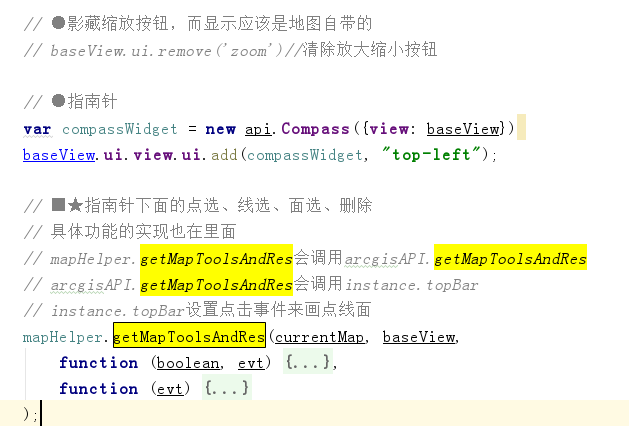 // ●影藏缩放按钮，而显示应该是地图自带的
// baseView.ui.remove('zoom')//清除放大缩小按钮
// ●指南针
var compassWidget = new api.Compass({view: baseView})
baseView.ui.view.ui.add(compassWidget, "top-left");
// ■★指南针下面的点选、线选、面选、删除
// 具体功能的实现也在里面
// mapHelper.getMapToolsAndRes会调用arcgisAPI.getMapToolsAndRes
// arcgisAPI.getMapToolsAndRes会调用instance.topBar
// instance.topBar设置点击事件来画点线面
mapHelper.getMapToolsAndRes(currentMap, baseView,
function (boolean, evt) {...},
function (evt) {...}
);